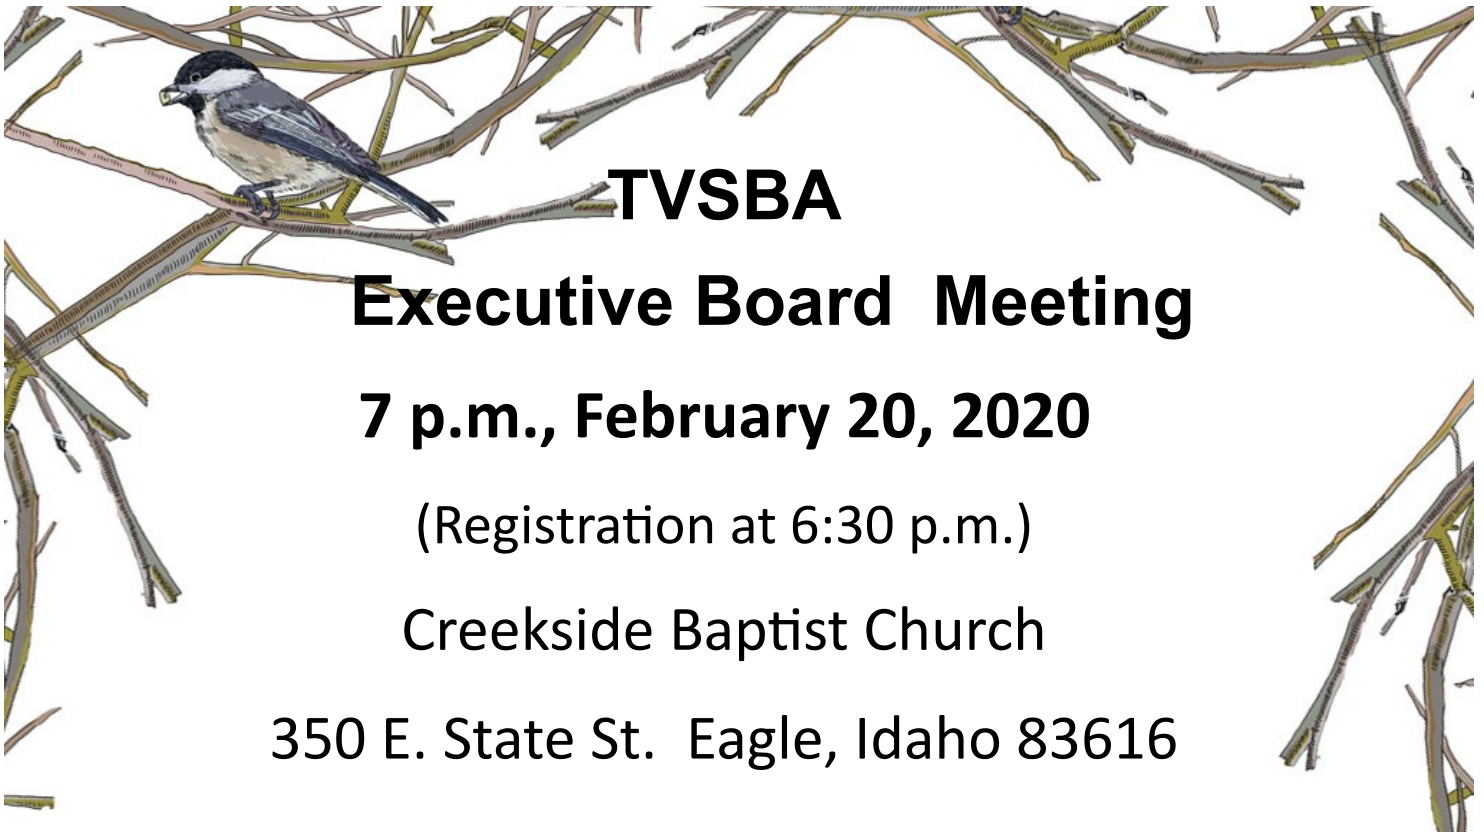 TVSBA
Executive Board  Meeting
7 p.m., February 20, 2020
(Registration at 6:30 p.m.)
Creekside Baptist Church
350 E. State St.  Eagle, Idaho 83616